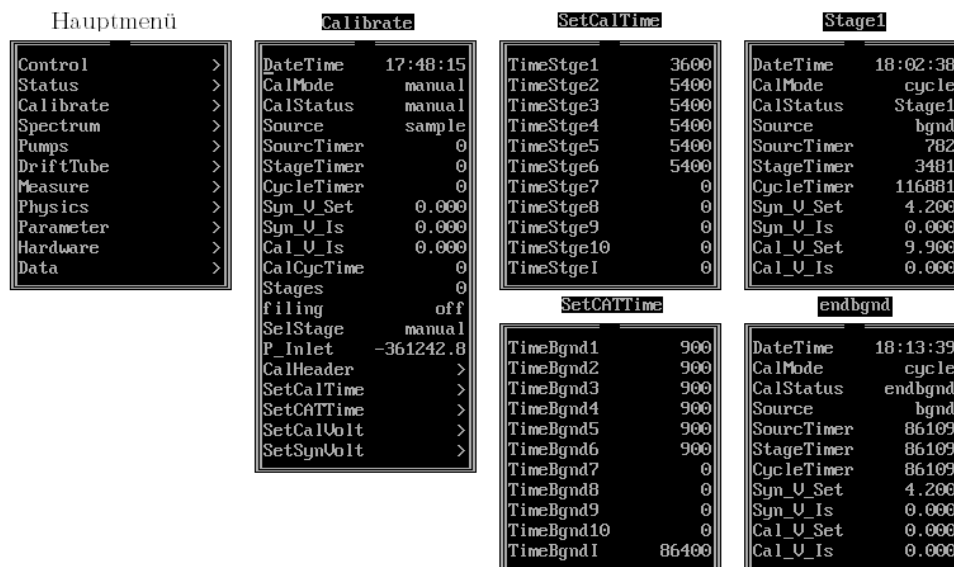 Hauptmenü
Control >
Status >
Calibrate >
Spectrum >
Pumps >
DriftTube >
Measure >
Physics >
Parameter >
Hardware >
Data >
Calibrate
DateTime 17:48:15
CalMode manual
CalStatus manual
Source sample
SourcTimer 0
StageTimer 0
CycleTimer 0
Syn_V_Set 0.000
Syn_V_Is 0.000
Cal_V_Is 0.000
CalCycTime 0
Stages 0
filing off
SelStage manual
P_Inlet -361242.8
CalHeader >
SetCalTime >
SetCATTime >
SetCalVolt >
SetSynVolt >
SetCalTime
TimeStge1 3600
TimeStge2 5400
TimeStge3 5400
TimeStge4 5400
TimeStge5 5400
TimeStge6 5400
TimeStge7 0
TimeStge8 0
TimeStge9 0
TimeStge10 0
TimeStgeI 0
SetCATTime
TimeBgnd1 900
TimeBgnd2 900
TimeBgnd3 900
TimeBgnd4 900
TimeBgnd5 900
TimeBgnd6 900
TimeBgnd7 0
TimeBgnd8 0
TimeBgnd9 0
TimeBgnd10 0
TimeBgndI 86400
Stage1
DateTime 18:02:38
CalMode cycle
CalStatus Stage1
Source bgnd
SourcTimer 782
StageTimer 3481
CycleTimer 116881
Syn_V_Set 4.200
Syn_V_Is 0.000
Cal_V_Set 9.900
Cal_V_Is 0.000
endbgnd
DateTime 18:13:39
CalMode cycle
CalStatus endbgnd
Source bgnd
SourcTimer 86109
StageTimer 86109
CycleTimer 86109
Syn_V_Set 4.200
Syn_V_Is 0.000
Cal_V_Set 0.000
Cal_V_Is 0.000